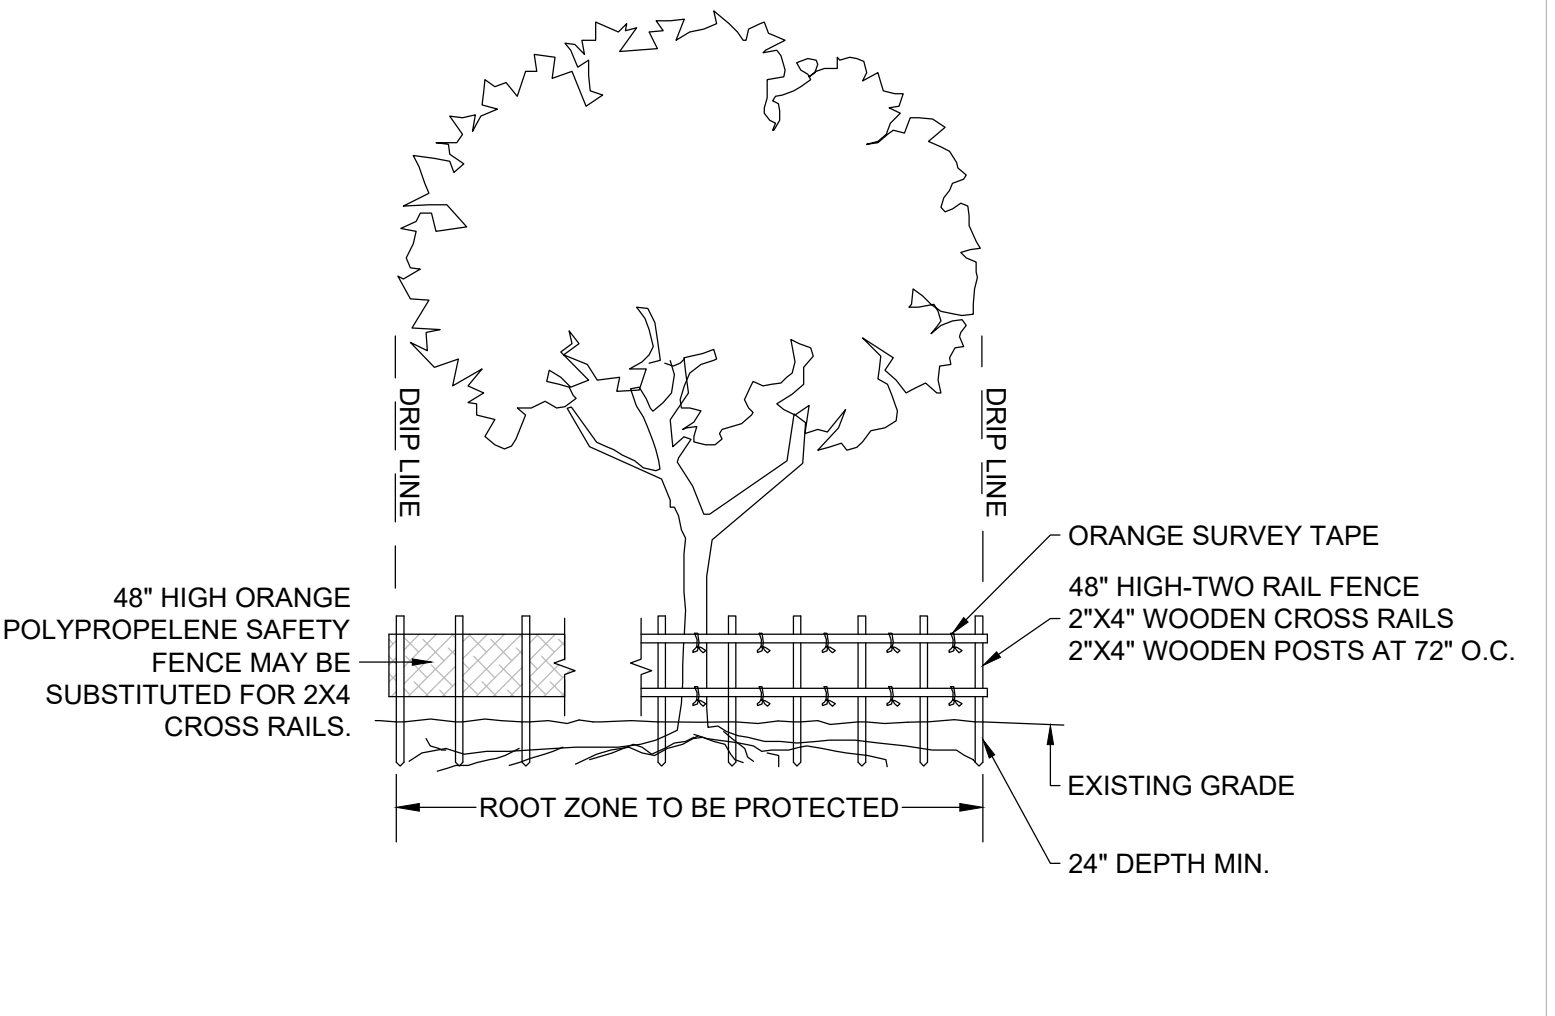 DRIP LINE
DRIP LINE
ORANGE SURVEY TAPE
48" HIGH-TWO RAIL FENCE
2"X4" WOODEN CROSS RAILS
2"X4" WOODEN POSTS AT 72" O.C.
48" HIGH ORANGE
POLYPROPELENE SAFETY
FENCE MAY BE
SUBSTITUTED FOR 2X4
CROSS RAILS.
EXISTING GRADE
ROOT ZONE TO BE PROTECTED
24" DEPTH MIN.